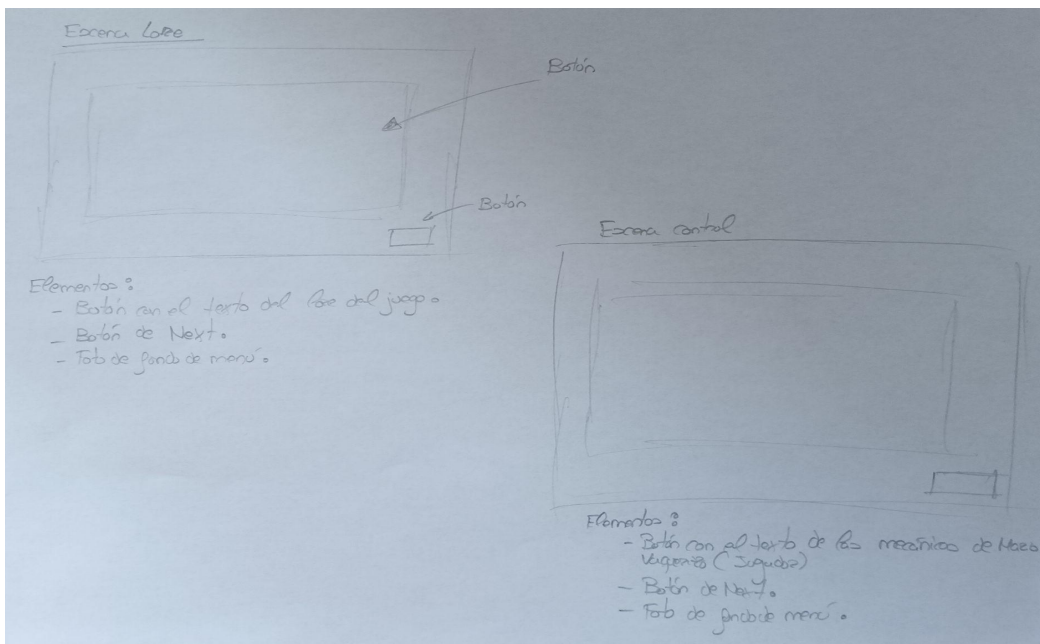 Escena Lore
Botón
Botón
Elementos:
- Botón con el texto del lore del juego.
- Botón de Next.
- Foto de fondo de menú.
Escena control
Elementos:
- Botón con el texto de las mecánicas de
(Jugador)
- Botón de Next.
- Foto de fondo de menú.